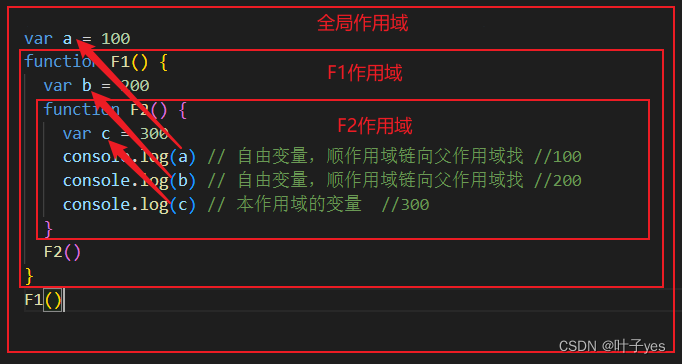 全局作用域
var a = 100
function F1() {
F1作用域
var b = 200
function F2() {
F2作用域
var c = 300
console.log(a) // 自由变量，顺作用域链向父作用域找 //100
console.log(b) // 自由变量，顺作用域链向父作用域找 //200
console.log(c) // 本作用域的变量  //300
}
F2()
}
F1()
CSDN @叶子yes